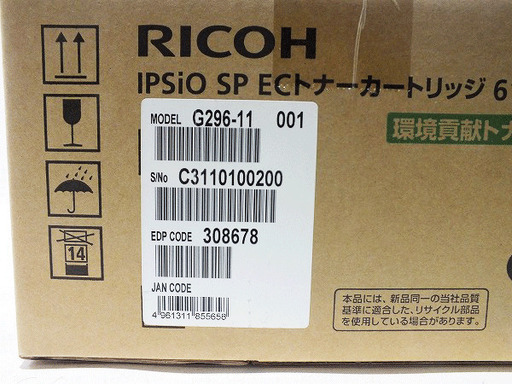 RICOH
IPSiO SP ECトナーカートリッジ 6
環境貢献トナ
MODEL G296-11 001
S/No C3110100200
EDP CODE 308678
JAN CODE
4 961311 855658
14
本品には、新品同一の当社品質
基準に適合した、リサイクル部品
を使用している場合があります。